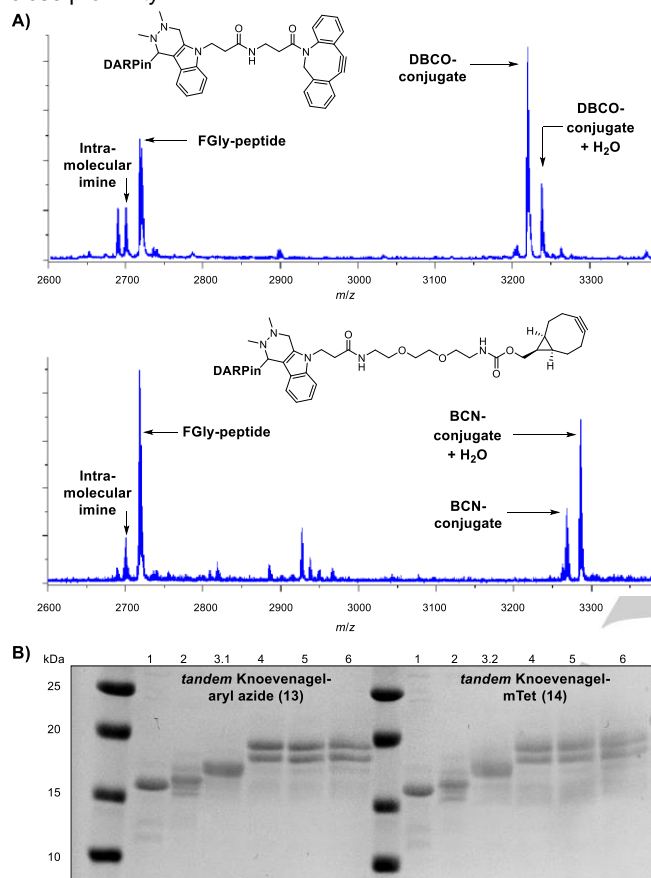 close proximity
A)
N
N
N
DARPin
O
N
H
O
N
DBCO-
conjugate
DBCO-
conjugate
+ H2O
Intra-
molecular
imine
FGly-peptide
2600 2700 2800 2900 3000 3100 3200 3300
m/z
N
N
N
DARPin
O
N
H
O
O
H
N
O
O
H
H
FGly-peptide
Intra-
molecular
imine
BCN-
conjugate
+ H2O
BCN-
conjugate
2600 2700 2800 2900 3000 3100 3200 3300
m/z
B) kDa 1 2 3.1 4 5 6 1 2 3.2 4 5 6
25
20
15
10
tandem Knoevenagel-
aryl azide (13)
tandem Knoevenagel-
mTet (14)